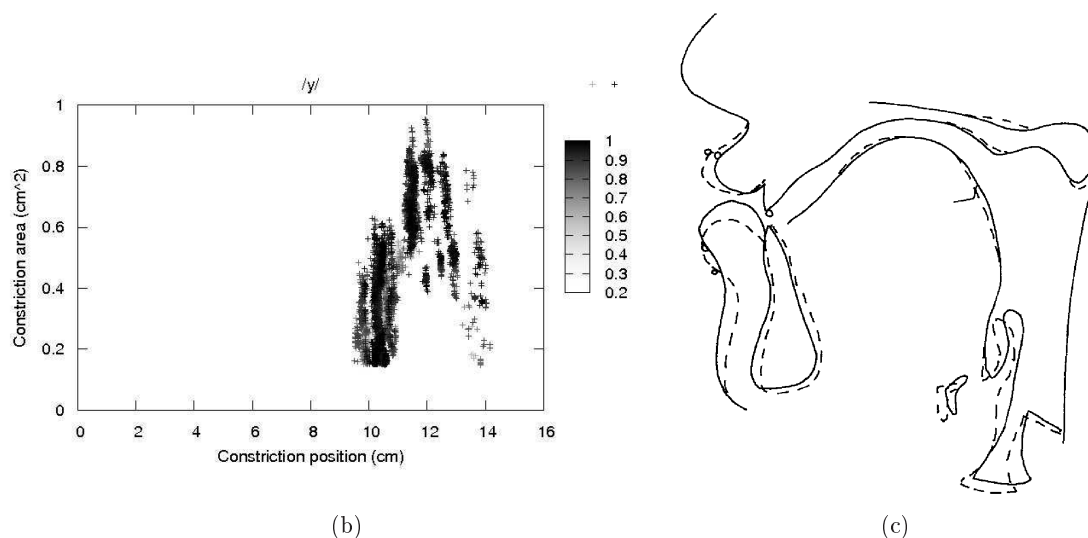 /y/
1
0.8
0.6
0.4
0.2
0
Constriction area (cm^2)
0 2 4 6 8 10 12 14 16
Constriction position (cm)
1
0.9
0.8
0.7
0.6
0.5
0.4
0.3
0.2
(b)
(c)